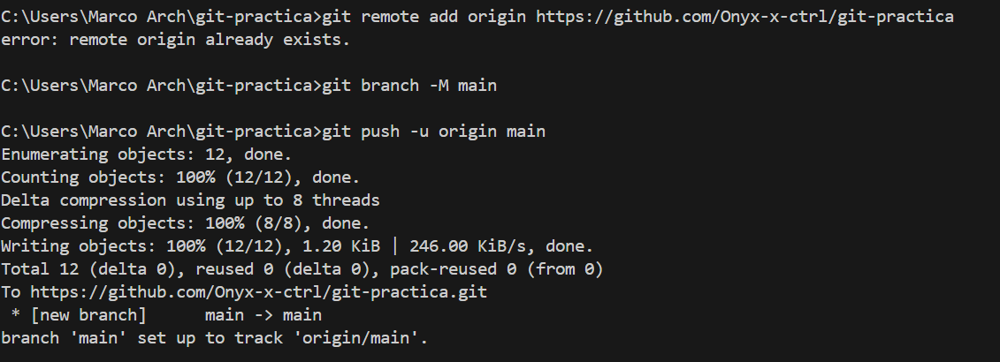 C:\Users\Marco Arch\git-practica>git remote add origin https://github.com/Onyx-x-ctrl/git-practica
error: remote origin already exists.
C:\Users\Marco Arch\git-practica>git branch -M main
C:\Users\Marco Arch\git-practica>git push -u origin main
Enumerating objects: 12, done.
Counting objects: 100% (12/12), done.
Delta compression using up to 8 threads
Compressing objects: 100% (8/8), done.
Writing objects: 100% (12/12), 1.20 KiB | 246.00 KiB/s, done.
Total 12 (delta 0), reused 0 (delta 0), pack-reused 0 (from 0)
To https://github.com/Onyx-x-ctrl/git-practica.git
 * [new branch]      main -> main
branch 'main' set up to track 'origin/main'.